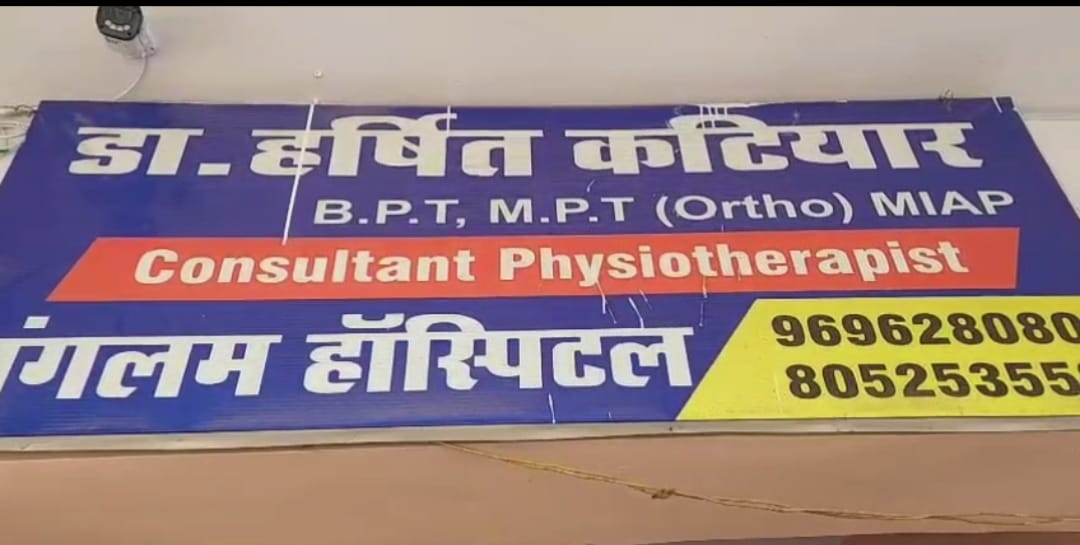 डा. हर्षित कटियार
B.P.T, M.P.T (Ortho) MIAP
Consultant Physiotherapist
हॉस्पिटल